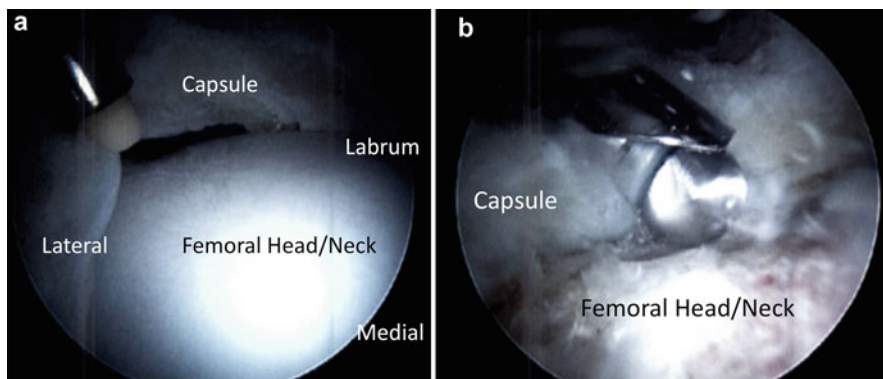 a
Capsule
Labrum
Lateral
Femoral Head/Neck
Medial
b
Capsule
Femoral Head/Neck